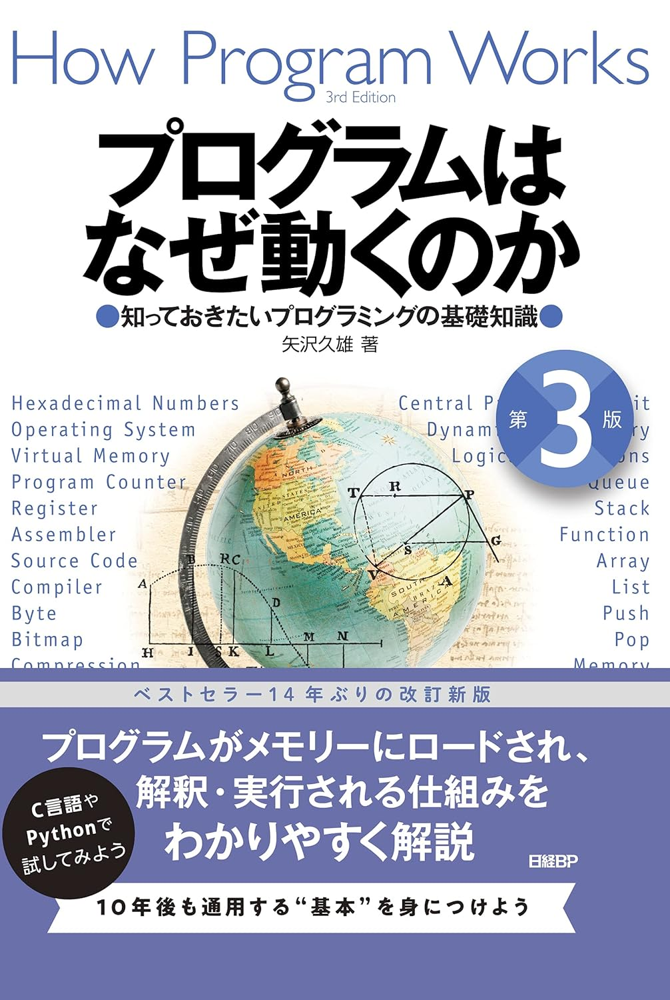 How Program Works
3rd Edition
プログラムは
なぜ動くのか
●知っておきたいプログラミングの基礎知識●
矢沢久雄 著
第3版
Hexadecimal Numbers
Operating System
Virtual Memory
Program Counter
Register
Assembler
Source Code
Compiler
Byte
Bitmap
Compression
Central P
it
Dynami
ry
Logic
ons
Queue
Stack
Function
Array
List
Push
Pop
Memory
NORTH
AMERICA
SOUTH
AMERICA
T R P
S G
V A
A B RC
D
H I S K L M N
ベストセラー14年ぶりの改訂新版
プログラムがメモリーにロードされ、
解釈・実行される仕組みを
わかりやすく解説
C言語や
Pythonで
試してみよう
日経BP
10年後も通用する“基本”を身につけよう